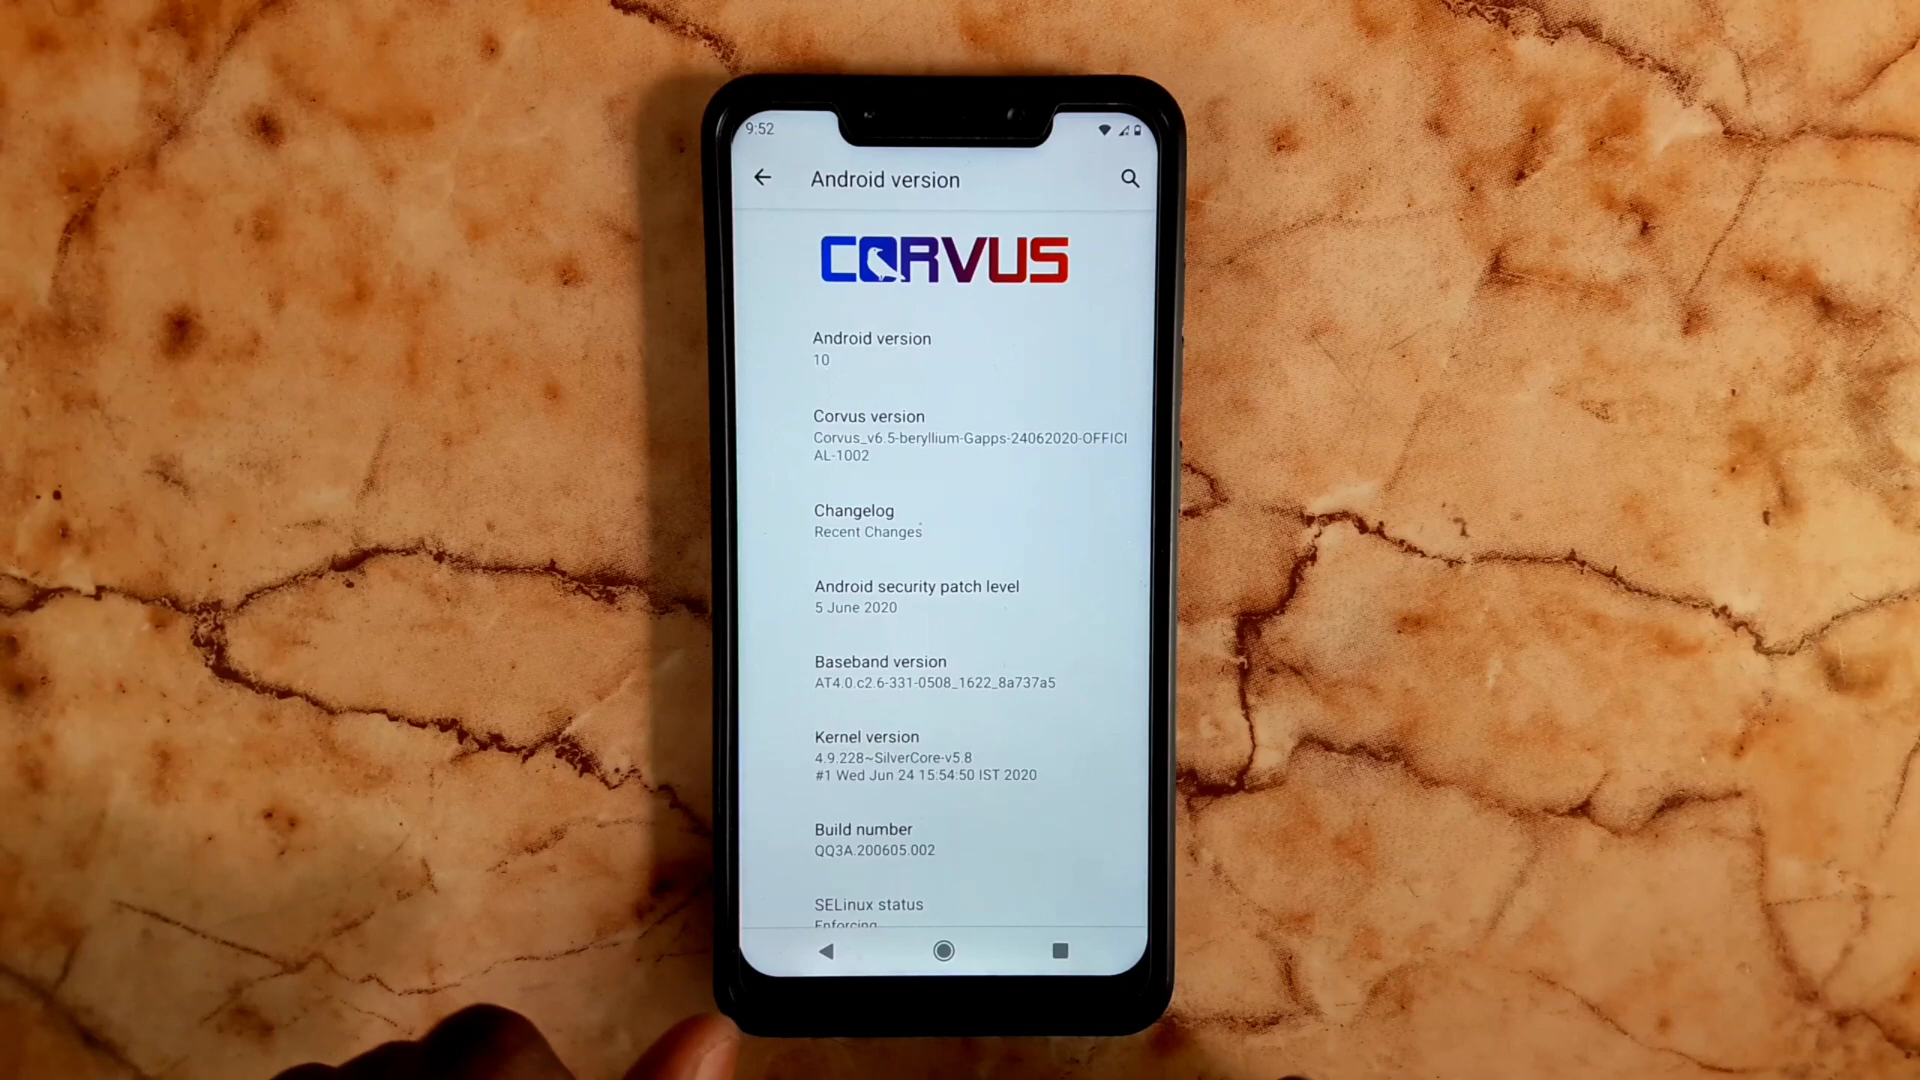 9:52
Android version
CORVUS
Android version
10
Corvus version
Corvus_v6.5-beryllium-Gapps-24062020-OFFICI
AL-1002
Changelog
Recent Changes
Android security patch level
5 June 2020
Baseband version
AT4.0.c2.6-331-0508_1622_8a737a5
Kernel version
4.9.228~SilverCore-v5.8
#1 Wed Jun 24 15:54:50 IST 2020
Build number
QQ3A.200605.002
SELinux status
Enforcing